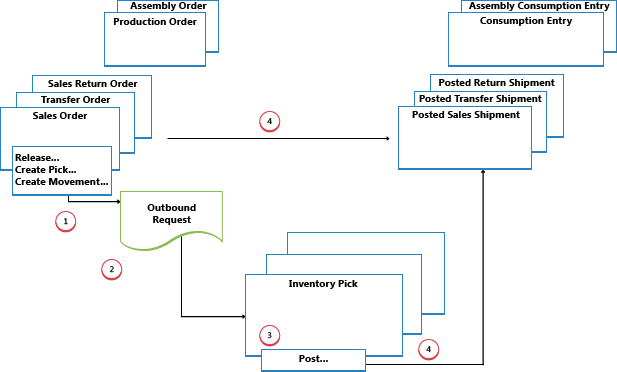 Assembly Order
Production Order
Assembly Consumption Entry
Consumption Entry
Sales Return Order
Transfer Order
Sales Order
Release...
Create Pick...
Create Movement...
4
Posted Return Shipment
Posted Transfer Shipment
Posted Sales Shipment
1
Outbound
Request
2
Inventory Pick
3
Post...
4